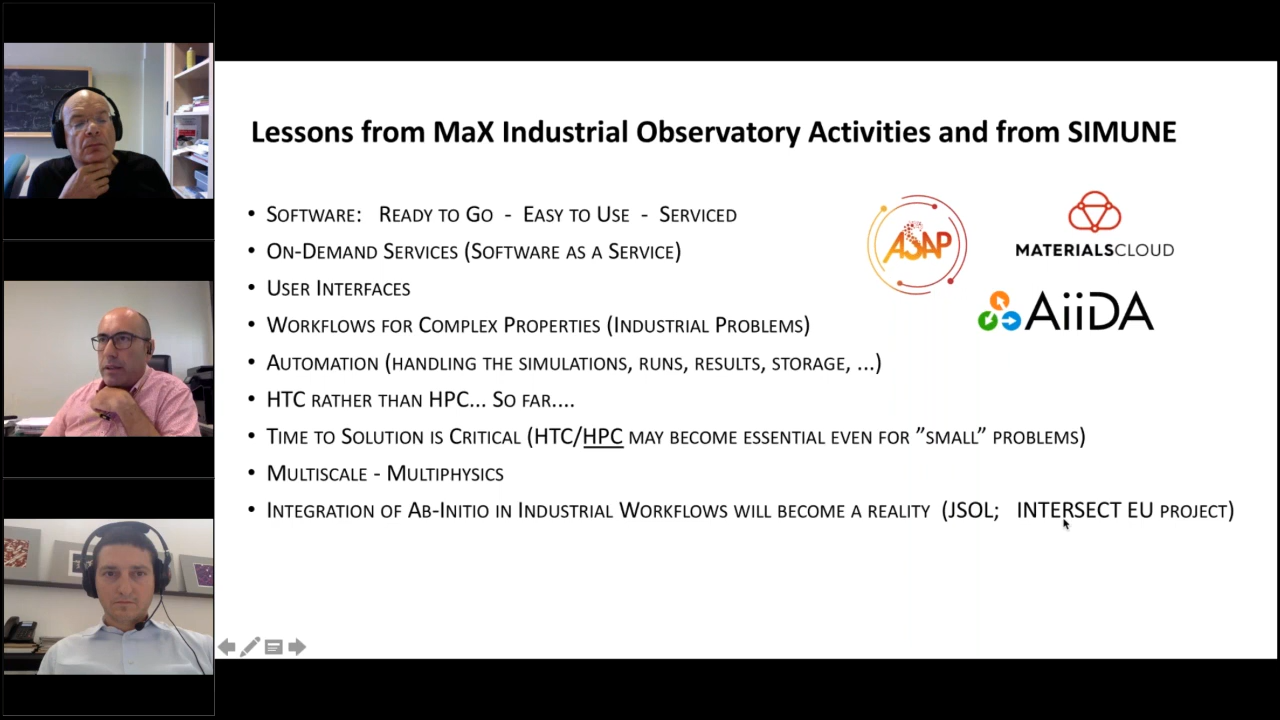 Lessons from MaX Industrial Observatory Activities and from SIMUNE
• Software: Ready to Go - Easy to Use - Serviced
• On-Demand Services (Software as a Service)
• User Interfaces
• Workflows for Complex Properties (Industrial Problems)
• Automation (handling the simulations, runs, results, storage, ...)
• HTC rather than HPC... So far....
• Time to Solution is Critical (HTC/HPC may become essential even for ”small” problems)
• Multiscale - Multiphysics
• Integration of Ab-Initio in Industrial Workflows will become a reality (JSOL; INTERSECT EU project)
ASAP
MATERIALSCLOUD
AiiDA